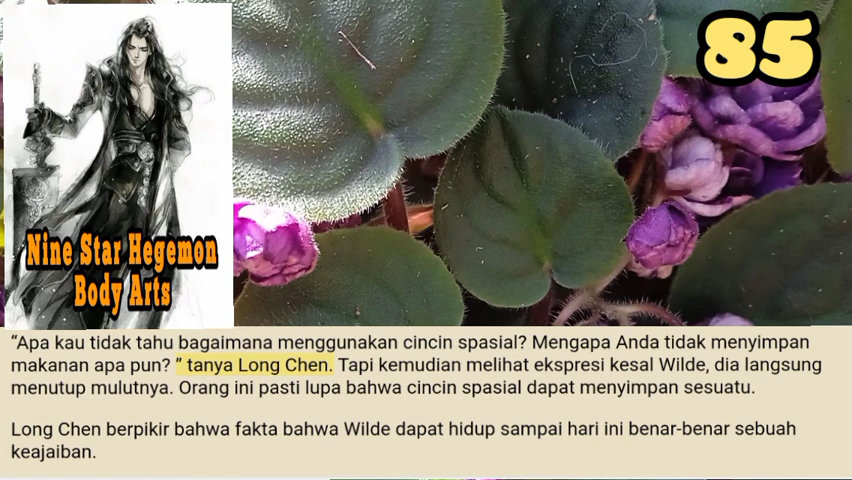 85
Nine Star Hegemon
Body Arts
“Apa kau tidak tahu bagaimana menggunakan cincin spasial? Mengapa Anda tidak menyimpan
makanan apa pun? ” tanya Long Chen. Tapi kemudian melihat ekspresi kesal Wilde, dia langsung
menutup mulutnya. Orang ini pasti lupa bahwa cincin spasial dapat menyimpan sesuatu.
Long Chen berpikir bahwa fakta bahwa Wilde dapat hidup sampai hari ini benar-benar sebuah
keajaiban.